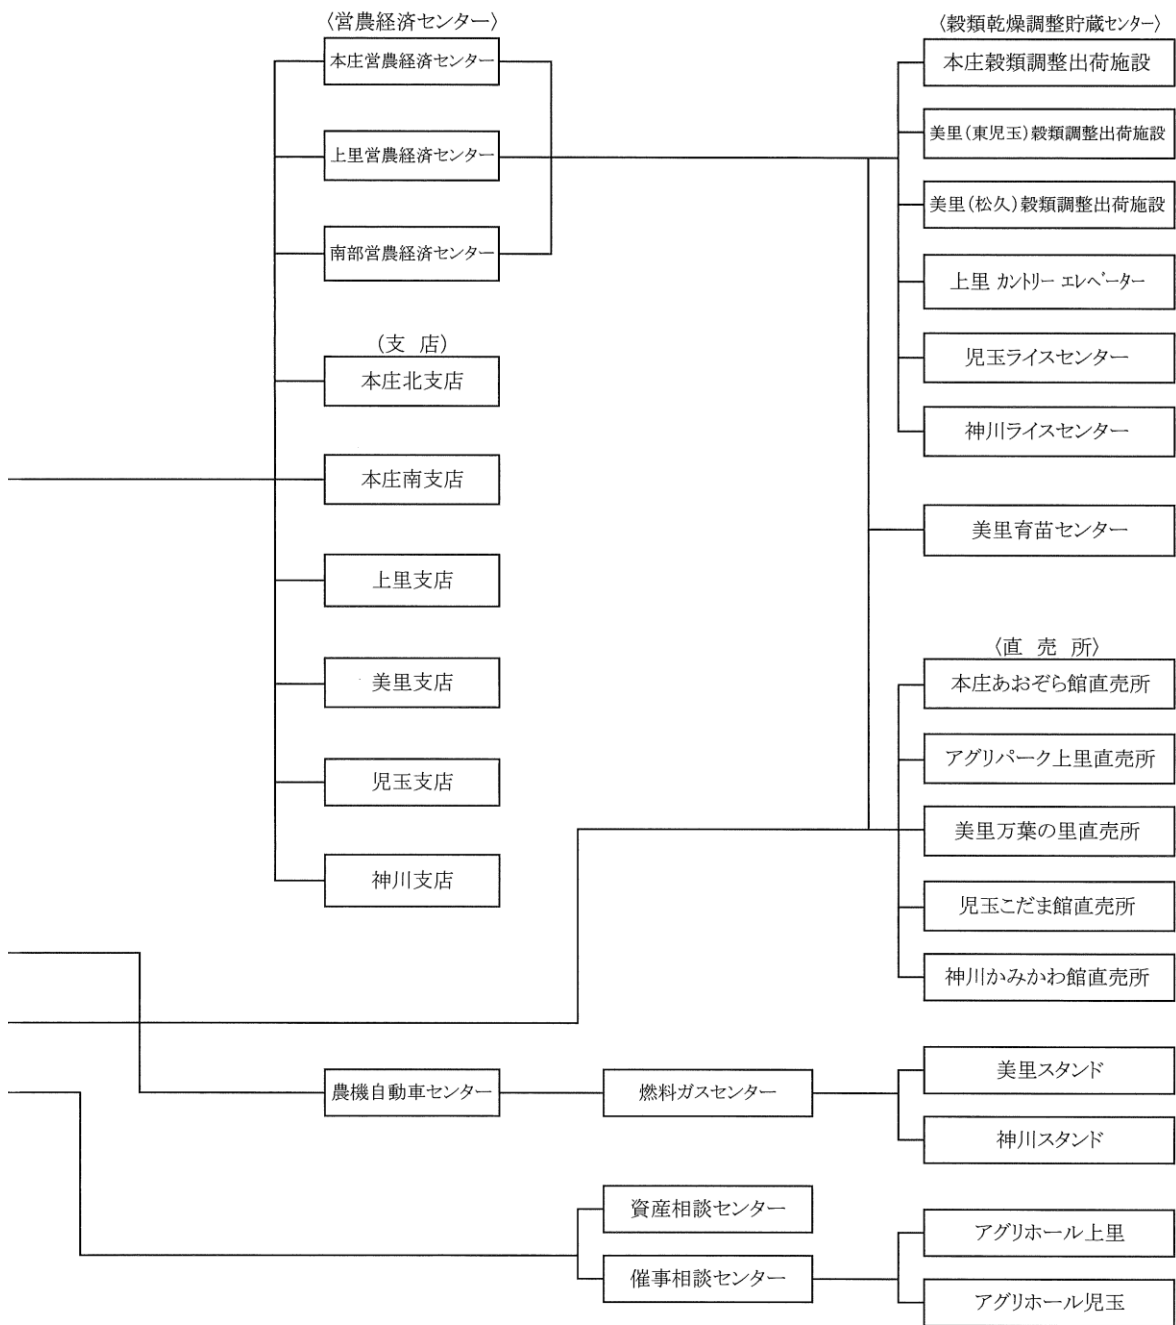 〈営農経済センター〉
本庄営農経済センター
上里営農経済センター
南部営農経済センター
(支 店)
本庄北支店
本庄南支店
上里支店
美里支店
児玉支店
神川支店
農機自動車センター
燃料ガスセンター
資産相談センター
催事相談センター
〈穀類乾燥調整貯蔵センター〉
本庄穀類調整出荷施設
美里(東児玉)穀類調整出荷施設
美里(松久)穀類調整出荷施設
上里 カントリー エレベーター
児玉ライスセンター
神川ライスセンター
美里育苗センター
〈直 売 所〉
本庄あおぞら館直売所
アグリパーク上里直売所
美里万葉の里直売所
児玉こだま館直売所
神川かみかわ館直売所
美里スタンド
神川スタンド
アグリホール上里
アグリホール児玉